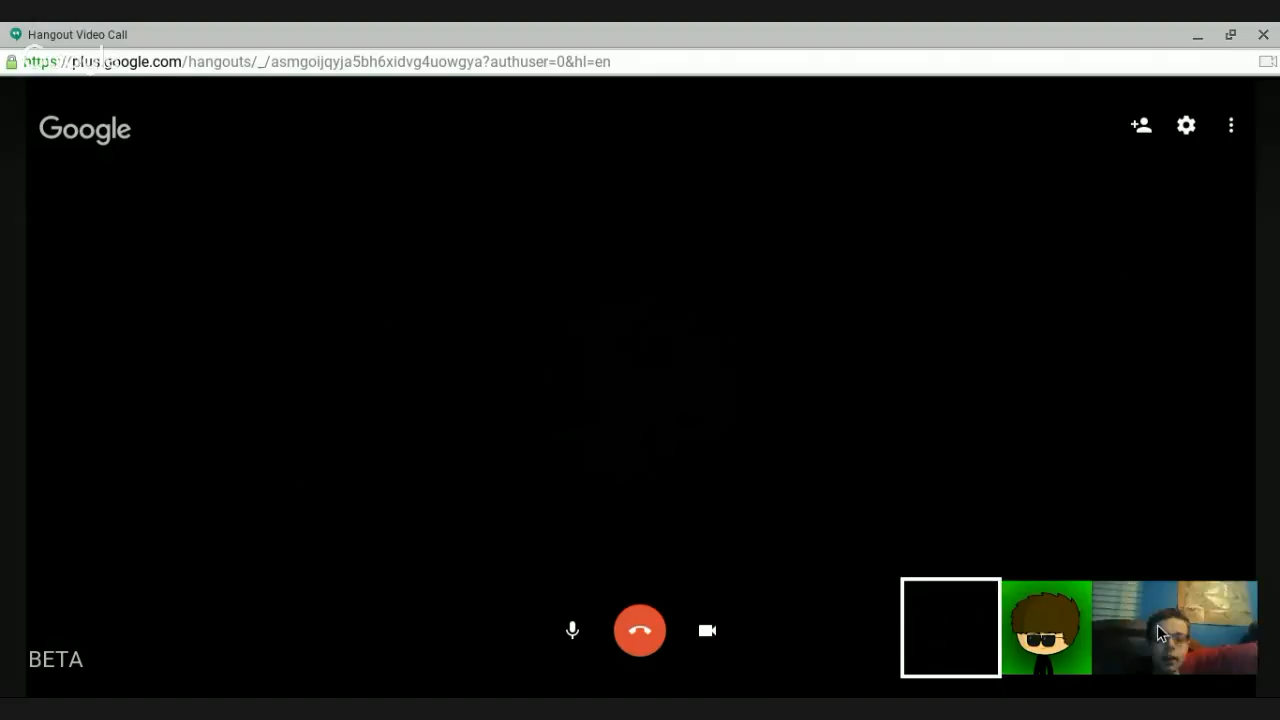 Hangout Video Call
https://plus.google.com/hangouts/_/asmgoijqyja5bh6xidvg4uowgya?authuser=0&hl=en
Google
BETA